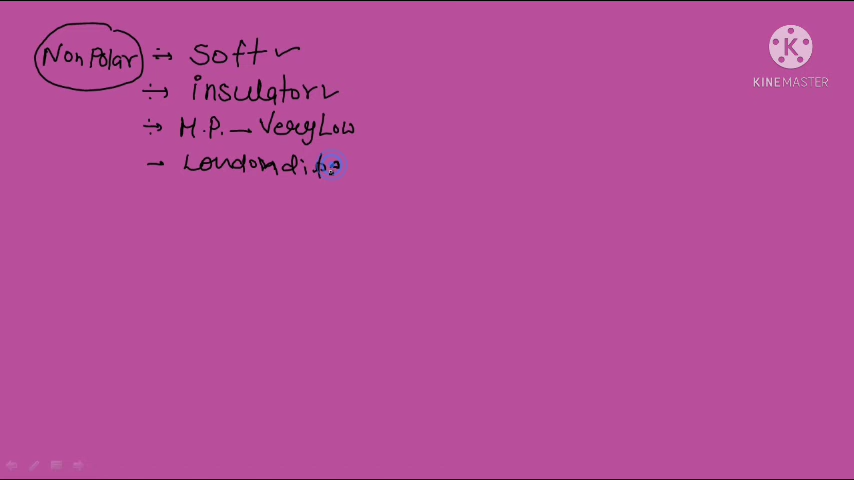 Non Polar → Soft ✓
→ insulator ✓
→ M.P. — Very Low
→ London
K
KINEMASTER